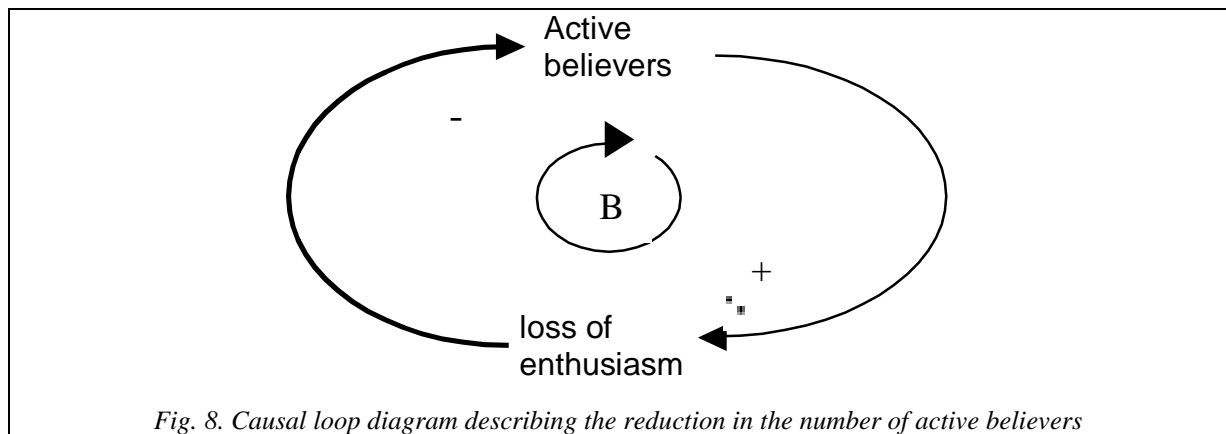 Active
believers
-
B
+
loss of
enthusiasm
Fig. 8. Causal loop diagram describing the reduction in the number of active believers